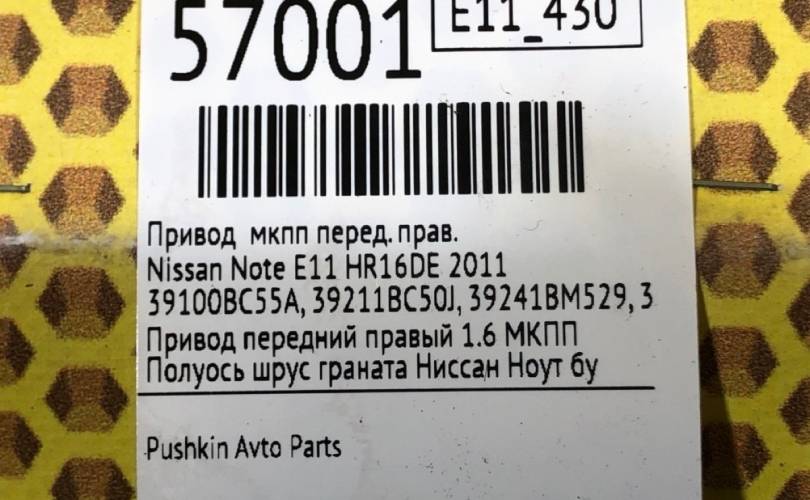 57001
E11_430
Привод мкпп перед. прав.
Nissan Note E11 HR16DE 2011
39100BC55A, 39211BC50J, 39241BM529, 3
Привод передний правый 1.6 МКПП
Полуось шрус граната Ниссан Ноут бу
Pushkin Avto Parts